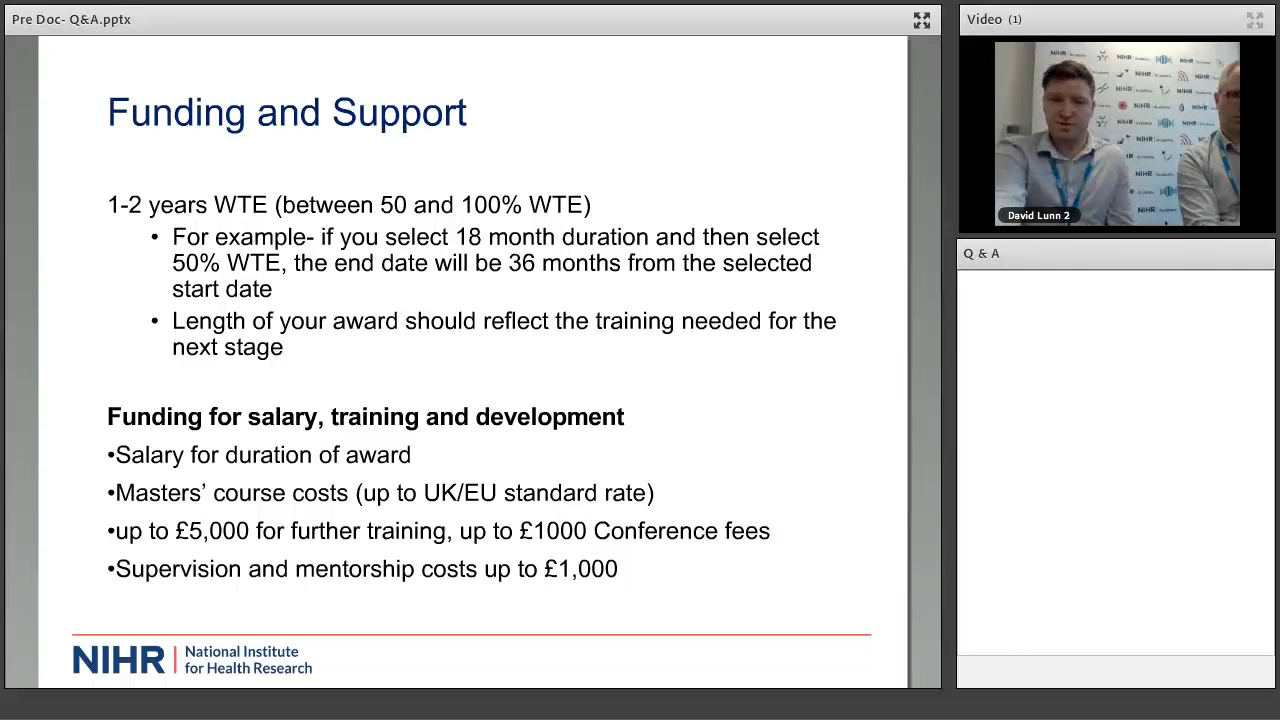 Pre Doc- Q&A.pptx
Funding and Support
1-2 years WTE (between 50 and 100% WTE)
• For example- if you select 18 month duration and then select
50% WTE, the end date will be 36 months from the selected
start date
• Length of your award should reflect the training needed for the
next stage
Funding for salary, training and development
•Salary for duration of award
•Masters’ course costs (up to UK/EU standard rate)
•up to £5,000 for further training, up to £1000 Conference fees
•Supervision and mentorship costs up to £1,000
NIHR | National Institute
for Health Research
Video (1)
NIHR
NIHR
NIHR
NIHR
NIHR
David Lunn 2
Q & A